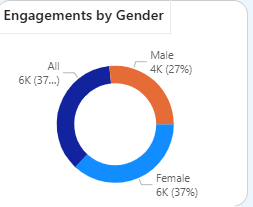 Engagements by Gender
Male
4K (27%)
All
6K (37...)
Female
6K (37%)